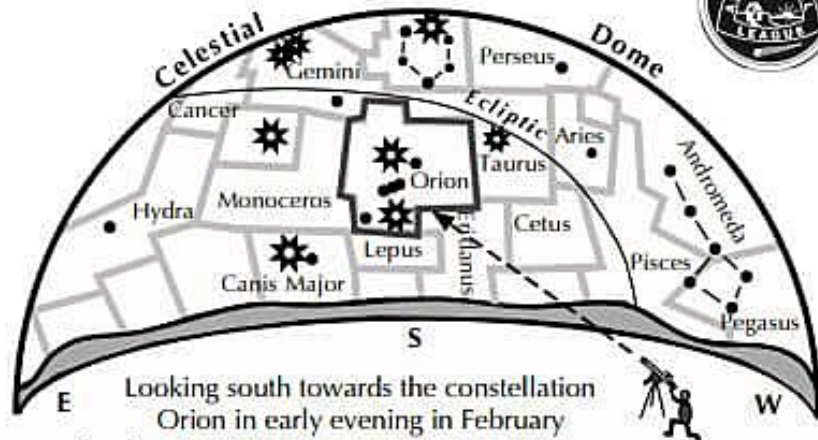 Celestial Dome
LEAGUE
Gemini
Perseus
Ecliptic
Cancer
Aries
Taurus
Orion
Andromeda
Hydra
Monoceros
Cetus
Lepus
Eridanus
Pisces
Canis Major
Pegasus
S
E
W
Looking south towards the constellation
Orion in early evening in February